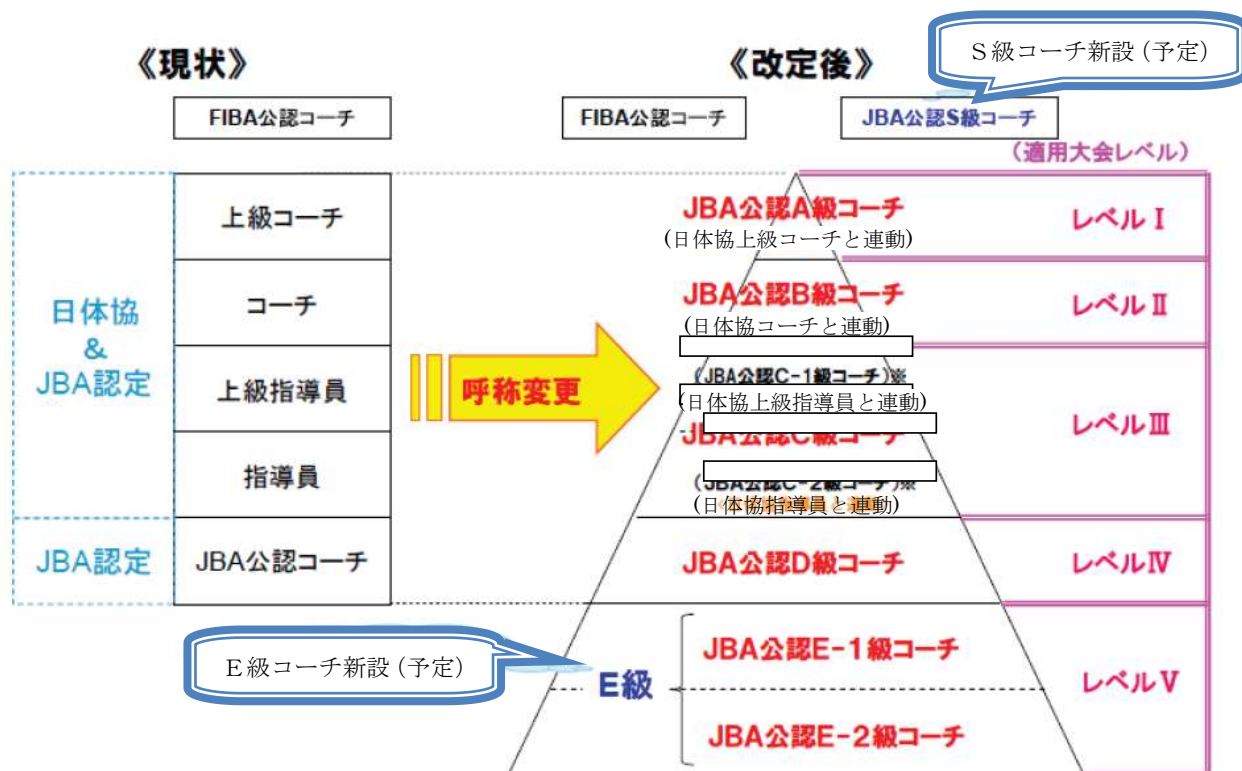 《現状》
《改定後》
S級コーチ新設(予定)
FIBA公認コーチ
FIBA公認コーチ
JBA公認S級コーチ
(適用大会レベル)
日体協
&
JBA認定
上級コーチ
コーチ
上級指導員
指導員
JBA認定
JBA公認コーチ
呼称変更
JBA公認A級コーチ
(日体協上級コーチと連動)
レベルⅠ
JBA公認B級コーチ
(日体協コーチと連動)
レベルⅡ
(JBA公認C-1級コーチ)※
(日体協上級指導員と連動)
JBA公認C級コーチ
レベルⅢ
(JBA公認C-2級コーチ)※
(日体協指導員と連動)
JBA公認D級コーチ
レベルⅣ
E級コーチ新設(予定)
E級
JBA公認E-1級コーチ
JBA公認E-2級コーチ
レベルⅤ